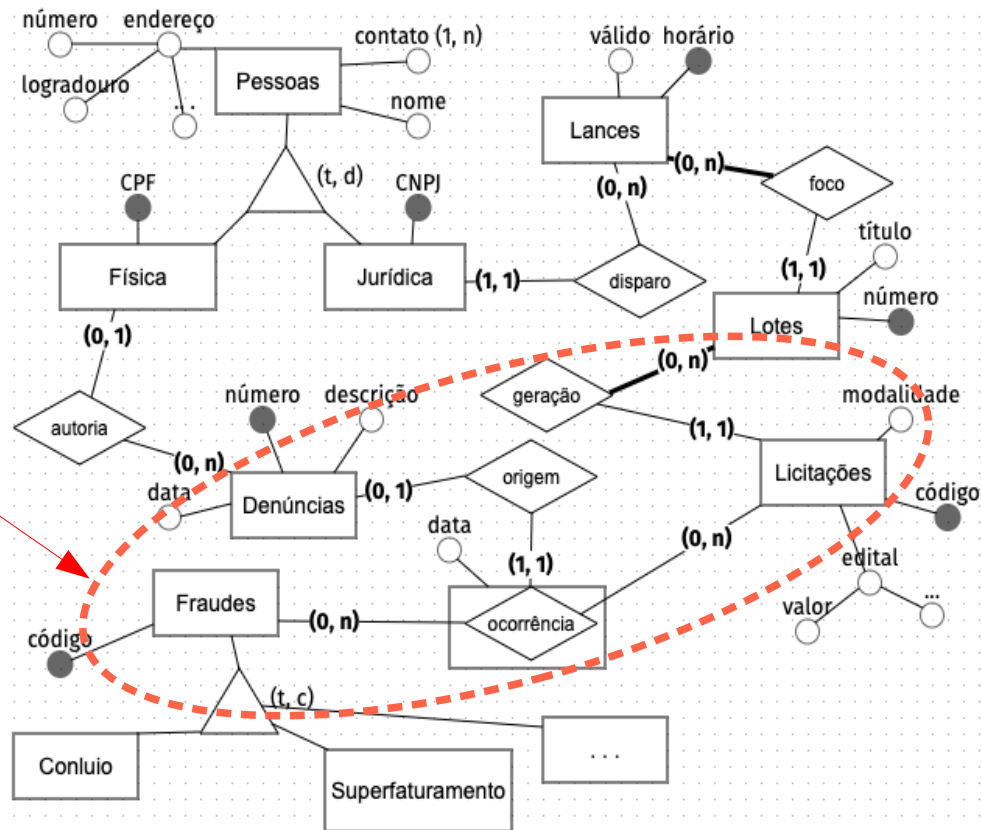 número endereço
contato (1, n)
válido horário
Pessoas
logradouro
...
nome
Lances
(0, n)
(0, n)
foco
(t, d)
CPF
CNPJ
título
Física
Jurídica
(1, 1)
disparo
(1, 1)
número
Lotes
(0, 1)
(0, n)
geração
modalidade
número descrição
autoria
(1, 1)
(0, n)
origem
Licitações
data
Denúncias
(0, 1)
código
data
(0, n)
(1, 1)
edital
...
Fraudes
(0, n)
ocorrência
valor
código
(t, c)
...
Conluio
Superfaturamento